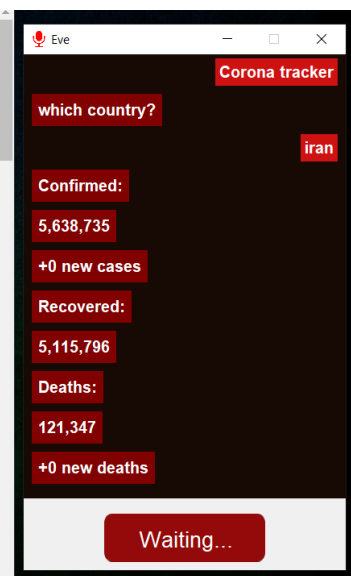 Eve
Corona tracker
which country?
iran
Confirmed:
5,638,735
+0 new cases
Recovered:
5,115,796
Deaths:
121,347
+0 new deaths
Waiting...